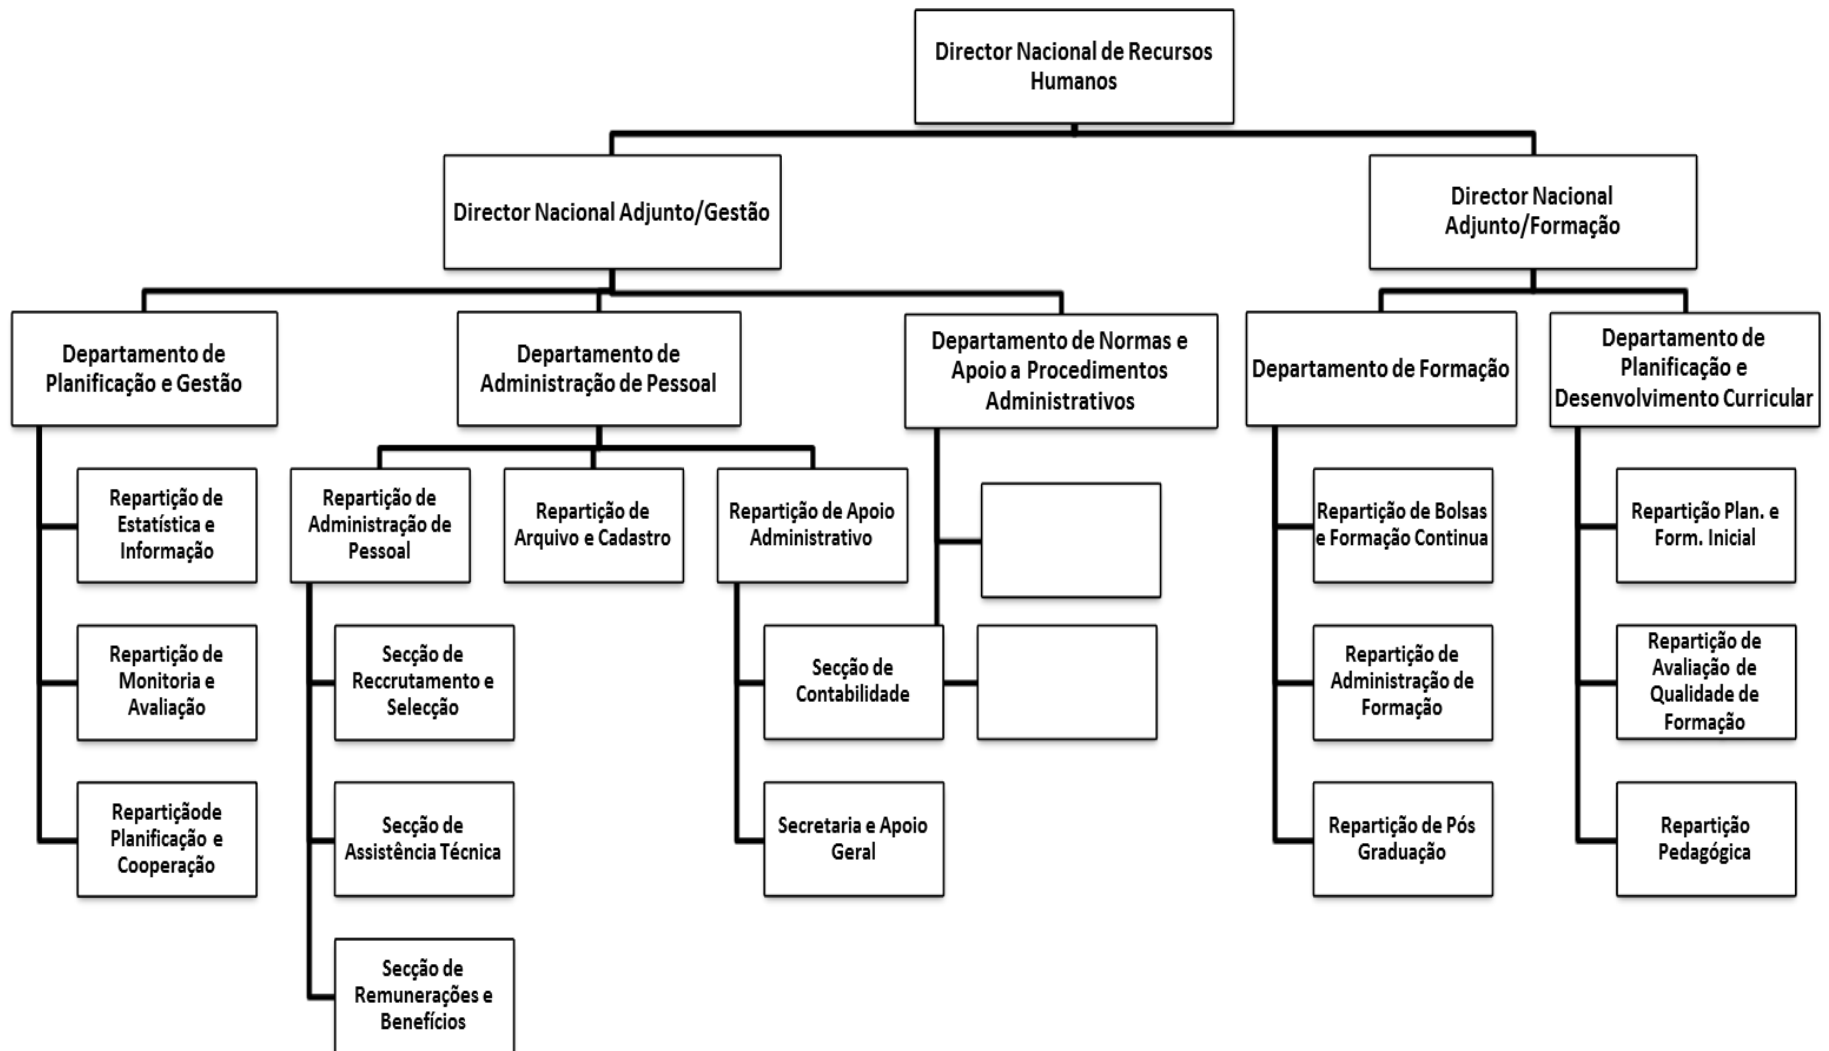 Director Nacional de Recursos
Humanos
Director Nacional Adjunto/Gestão
Director Nacional
Adjunto/Formação
Departamento de
Planificação e Gestão
Departamento de
Administração de Pessoal
Departamento de Normas e
Apoio a Procedimentos
Administrativos
Departamento de Formação
Departamento de
Planificação e
Desenvolvimento Curricular
Repartição de
Estatística e
Informação
Repartição de
Administração de
Pessoal
Repartição de
Arquivo e Cadastro
Repartição de Apoio
Administrativo
Repartição de Bolsas
e Formação Continua
Repartição Plan. e
Form. Inicial
Repartição de
Monitoria e
Avaliação
Secção de
Reccrutamento e
Selecção
Secção de
Contabilidade
Repartição de
Administração de
Formação
Repartição de
Avaliação de
Qualidade de
Formação
Repartiçãode
Planificação e
Cooperação
Secção de
Assistência Técnica
Secretaria e Apoio
Geral
Repartição de Pós
Graduação
Repartição
Pedagógica
Secção de
Remunerações e
Benefícios